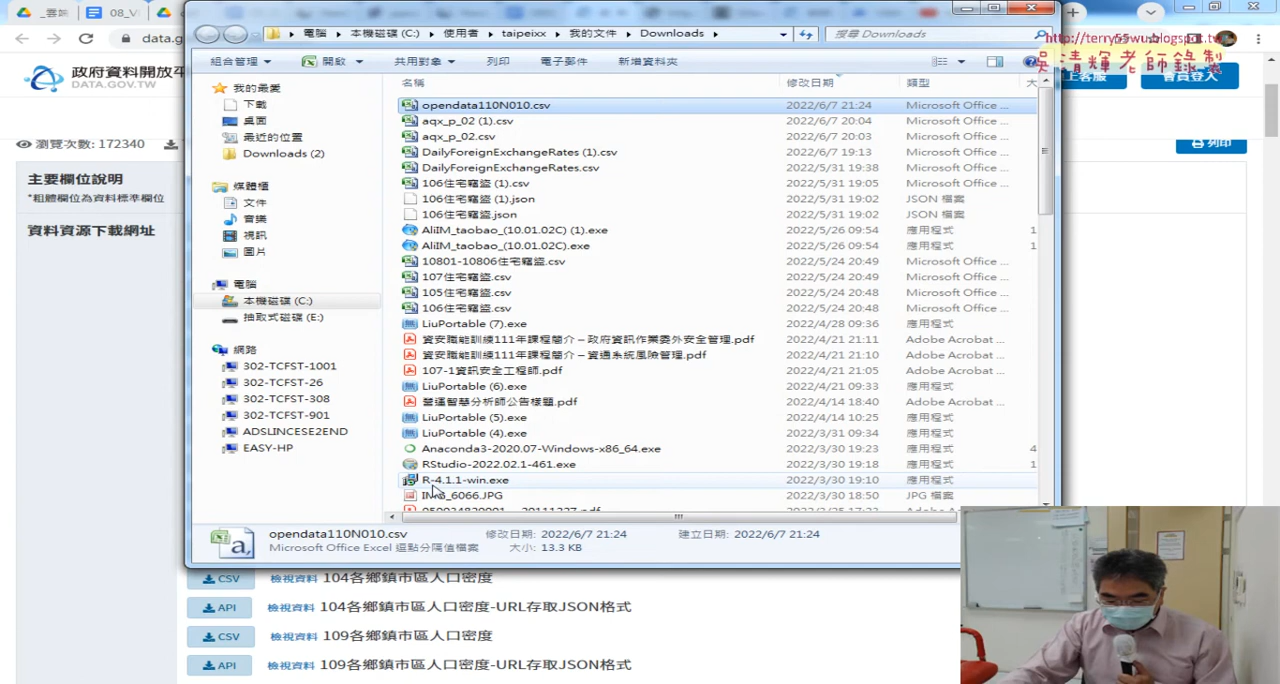 _雲端
08_V
電腦 本機磁碟 (C:) 使用者 taipeixx 我的文件 Downloads
搜尋 Downloads
data.g
http://terry55wu.blogspot.tw
吳清輝老師錄製
組合管理 開啟 共用對象 列印 電子郵件 新增資料夾
政府資料開放平
DATA.GOV.TW
上客服
會員登入
瀏覽次數: 172340
列印
主要欄位說明
*粗體欄位為資料標準欄位
資料資源下載網址
我的最愛
下載
桌面
最近的位置
Downloads (2)
媒體櫃
文件
音樂
視訊
圖片
電腦
本機磁碟 (C:)
抽取式磁碟 (E:)
網路
302-TCFST-1001
302-TCFST-26
302-TCFST-308
302-TCFST-901
ADSLINCESE2END
EASY-HP
名稱 修改日期 類型 大
opendata110N010.csv 2022/6/7 21:24 Microsoft Office ...
aqx_p_02 (1).csv 2022/6/7 20:04 Microsoft Office ...
aqx_p_02.csv 2022/6/7 20:03 Microsoft Office ...
DailyForeignExchangeRates (1).csv 2022/6/7 19:13 Microsoft Office ...
DailyForeignExchangeRates.csv 2022/5/31 19:38 Microsoft Office ...
106住宅竊盜 (1).csv 2022/5/31 19:05 Microsoft Office ...
106住宅竊盜 (1).json 2022/5/31 19:02 JSON 檔案
106住宅竊盜.json 2022/5/31 19:02 JSON 檔案
AliIM_taobao_(10.01.02C) (1).exe 2022/5/26 09:54 應用程式 1
AliIM_taobao_(10.01.02C).exe 2022/5/26 09:54 應用程式 1
10801-10806住宅竊盜.csv 2022/5/24 20:49 Microsoft Office ...
107住宅竊盜.csv 2022/5/24 20:49 Microsoft Office ...
105住宅竊盜.csv 2022/5/24 20:48 Microsoft Office ...
106住宅竊盜.csv 2022/5/24 20:48 Microsoft Office ...
LiuPortable (7).exe 2022/4/28 09:36 應用程式
資安職能訓練111年課程簡介－政府資訊作業委外安全管理.pdf 2022/4/21 21:11 Adobe Acrobat ...
資安職能訓練111年課程簡介－資通系統風險管理.pdf 2022/4/21 21:10 Adobe Acrobat ...
107-1資訊安全工程師.pdf 2022/4/21 21:05 Adobe Acrobat ...
LiuPortable (6).exe 2022/4/21 09:33 應用程式
營運智慧分析師公告樣題.pdf 2022/4/14 18:40 Adobe Acrobat ...
LiuPortable (5).exe 2022/4/14 10:25 應用程式
LiuPortable (4).exe 2022/3/31 09:34 應用程式
Anaconda3-2020.07-Windows-x86_64.exe 2022/3/30 19:19 應用程式 4
RStudio-2022.02.1-461.exe 2022/3/30 19:18 應用程式 1
R-4.1.1-win.exe 2022/3/30 19:10 應用程式
IMG_6066.JPG 2022/3/30 18:50 JPG 檔案
opendata110N010.csv 修改日期: 2022/6/7 21:24 建立日期: 2022/6/7 21:24
Microsoft Office Excel 逗點分隔值檔案 大小: 13.3 KB
CSV 檢視資料 104各鄉鎮市區人口密度
API 檢視資料 104各鄉鎮市區人口密度-URL存取JSON格式
CSV 檢視資料 109各鄉鎮市區人口密度
API 檢視資料 109各鄉鎮市區人口密度-URL存取JSON格式